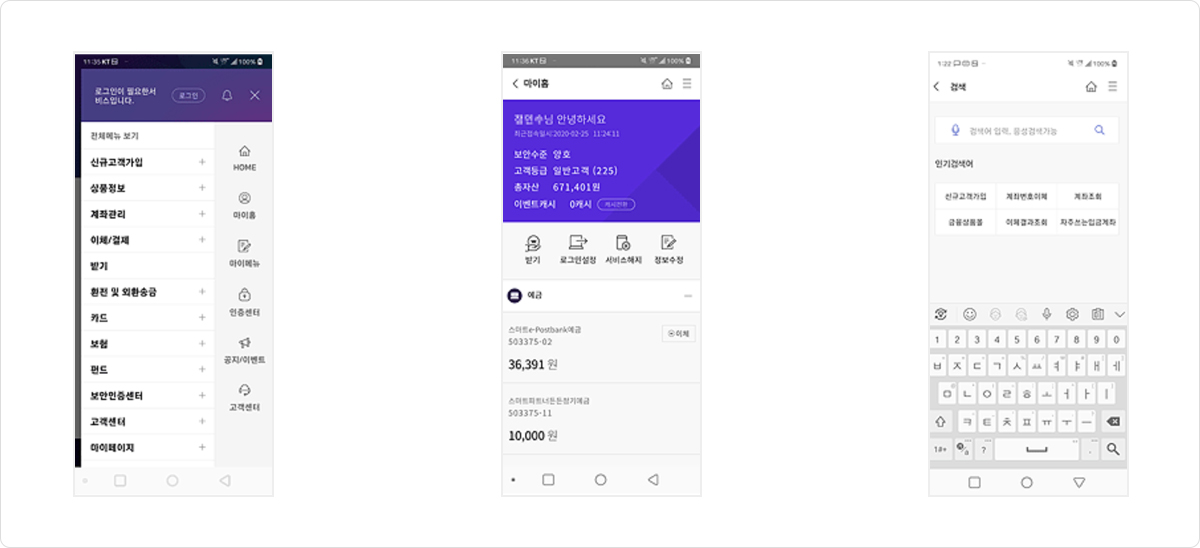 11:35 KT
100%
로그인이 필요한서
비스입니다.
로그인
전체메뉴 보기
신규고객가입
상품정보
계좌관리
이체/결제
받기
환전 및 외환송금
카드
보험
펀드
보안인증센터
고객센터
마이페이지
HOME
마이홈
마이메뉴
인증센터
공지/이벤트
고객센터
11:36 KT
100%
마이홈
님 안녕하세요
최근접속일시:2020-02-25 11:24:11
보안수준 양호
고객등급 일반고객 (225)
총자산 671,401원
이벤트캐시 0캐시 캐시전환
받기 로그인설정 서비스해지 정보수정
예금
스마트e-Postbank예금
503375-02
이체
36,391 원
스마트파트너든든정기예금
503375-11
10,000 원
1:22
100%
검색
검색어 입력, 음성검색가능
인기검색어
신규고객가입 계좌번호이체 계좌조회
금융상품몰 이체결과조회 자주쓰는입금계좌
1 2 3 4 5 6 7 8 9 0
ㅂ ㅈ ㄷ ㄱ ㅅ ㅛ ㅕ ㅑ ㅐ ㅔ
ㅁ ㄴ ㅇ ㄹ ㅎ ㅗ ㅓ ㅏ ㅣ
ㅋ ㅌ ㅊ ㅍ ㅠ ㅜ ㅡ
?
.